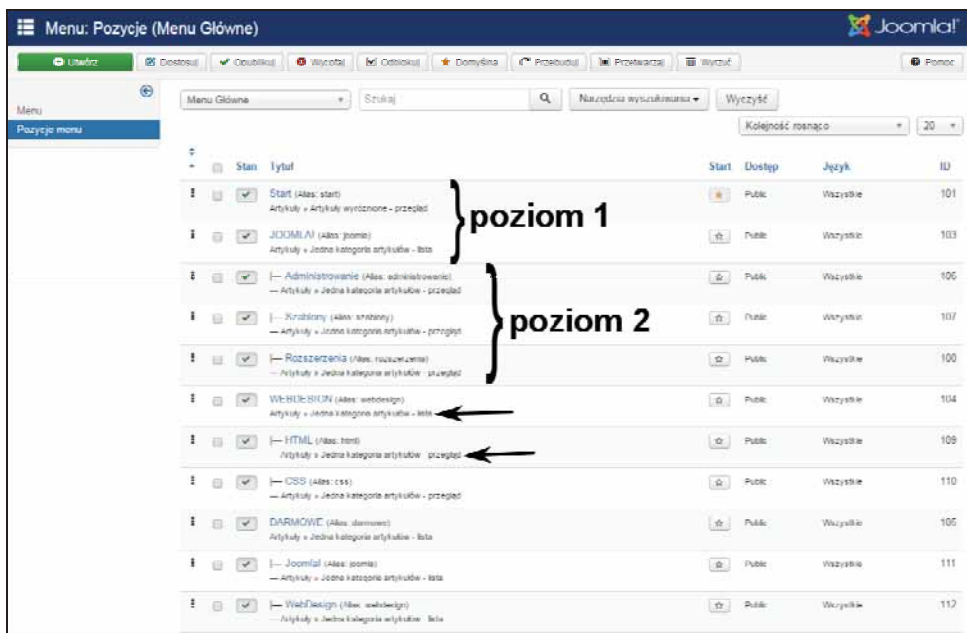 Menu: Pozycje (Menu Główne)
Joomla!
Utwórz Dostosuj Opublikuj Wycofaj Odblokuj Domyślna Przebuduj Przetwarzaj Wyrzuć Pomoc
Menu
Pozycje menu
Menu Główne Szukaj Narzędzia wyszukiwania Wyczyść
Kolejność rosnąco 20
Stan Tytuł Start Dostęp Język ID
Start (Alias: start) Public Wszystkie 101
Artykuły » Artykuły wyróżnione - przegląd
poziom 1
JOOMLA! (Alias: joomla) Public Wszystkie 103
Artykuły » Jedna kategoria artykułów - lista
|— Administrowanie (Alias: administrowanie) Public Wszystkie 106
— Artykuły » Jedna kategoria artykułów - przegląd
|— Szablony (Alias: szablony) Public Wszystkie 107
— Artykuły » Jedna kategoria artykułów - przegląd
poziom 2
|— Rozszerzenia (Alias: rozszerzenia) Public Wszystkie
— Artykuły » Jedna kategoria artykułów - przegląd
WEBDESIGN (Alias: webdesign) Public Wszystkie 104
Artykuły » Jedna kategoria artykułów - lista
|— HTML (Alias: html) Public Wszystkie 109
Artykuły » Jedna kategoria artykułów przegląd
|— CSS (Alias: css) Public Wszystkie 110
— Artykuły » Jedna kategoria artykułów - przegląd
DARMOWE (Alias: darmowe) Public Wszystkie
Artykuły » Jedna kategoria artykułów - lista
|— Joomla! (Alias: joomla) Public Wszystkie 111
— Artykuły » Jedna kategoria artykułów - lista
|— WebDesign (Alias: webdesign) Public Wszystkie 112
— Artykuły » Jedna kategoria artykułów lista